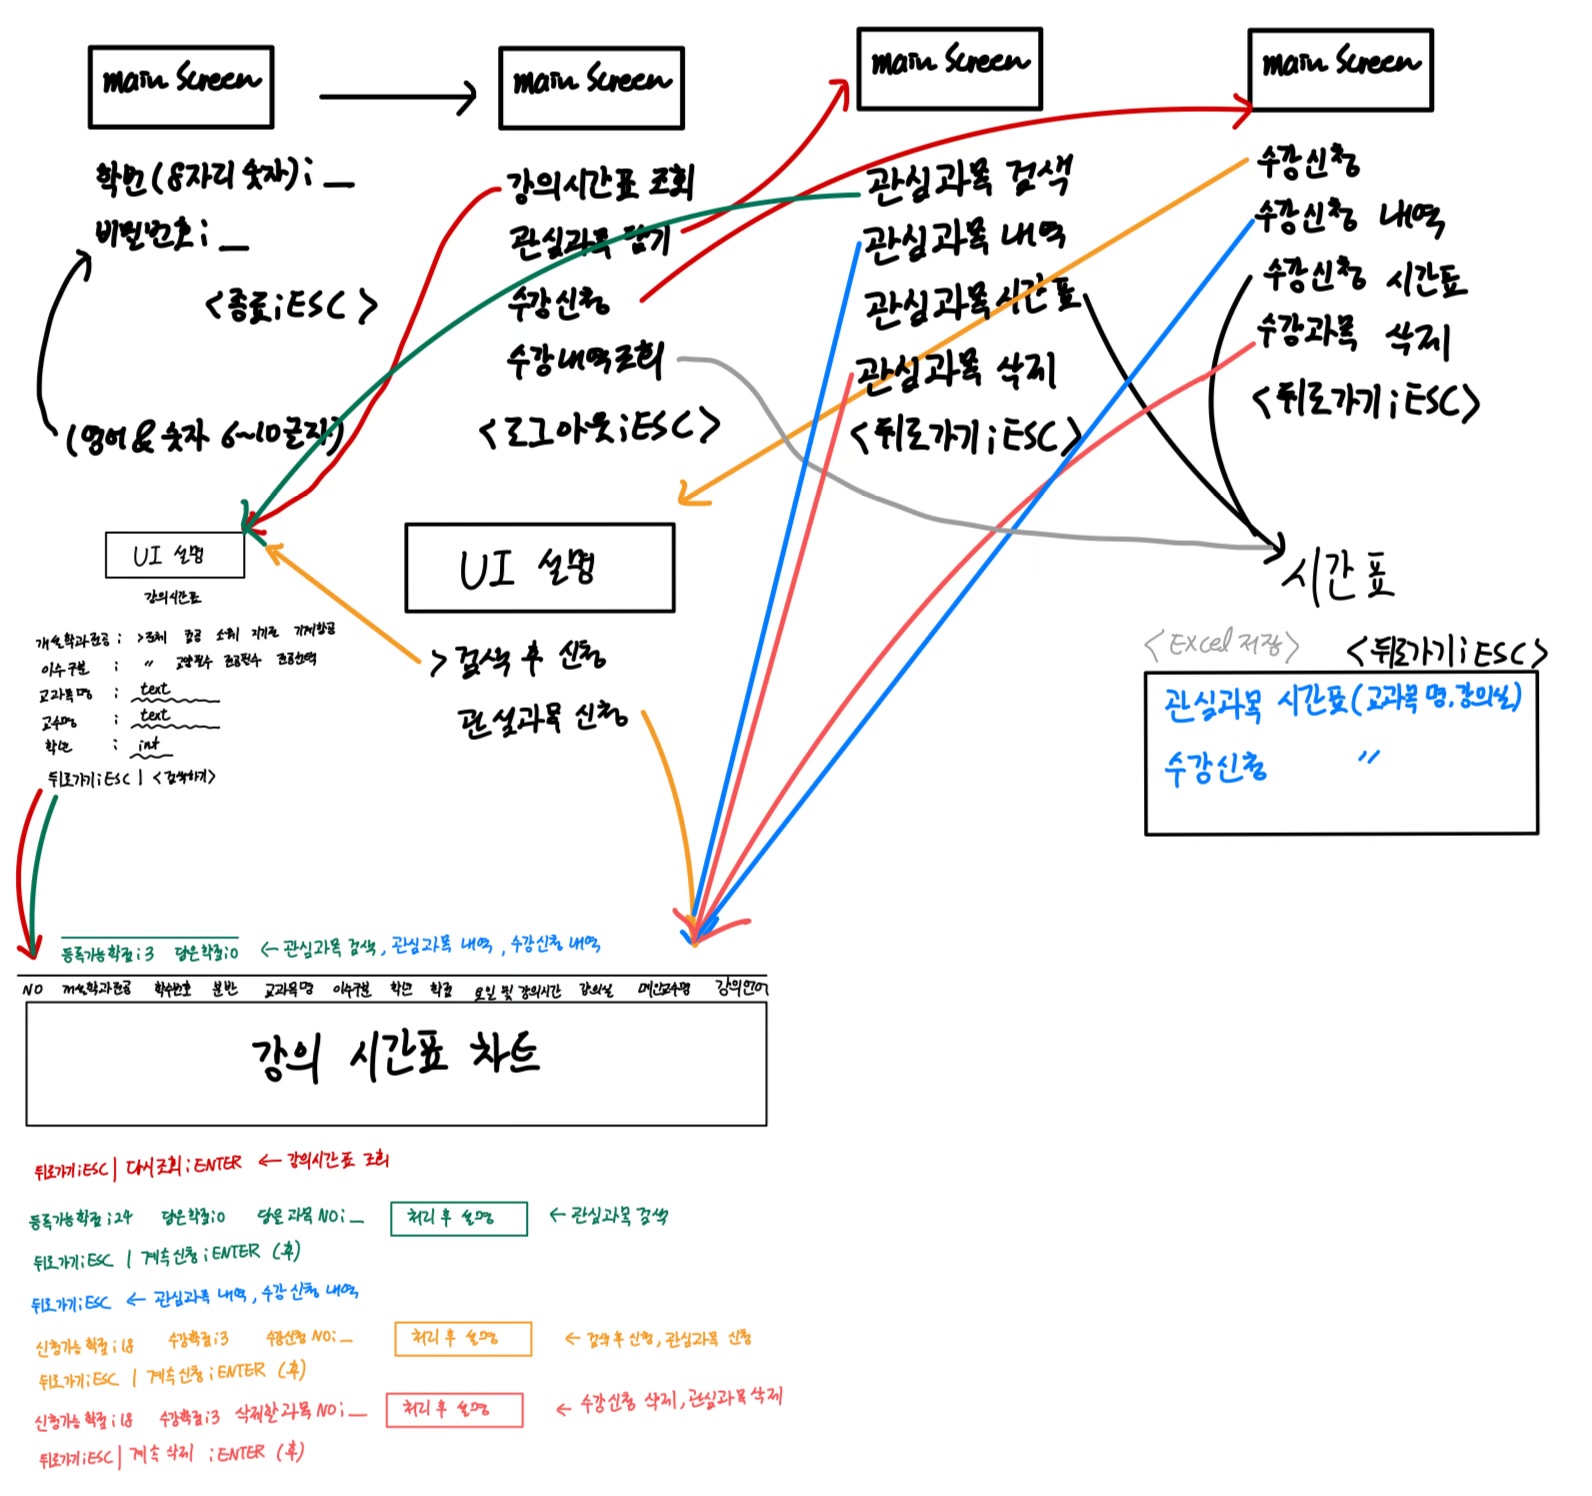 main Screen
학번(8자리 숫자) : _
비밀번호 : _
<종료 : ESC>
(영어 & 숫자 6~10글자)
main Screen
강의시간표 조회
관심과목 담기
수강신청
수강내역조회
<로그아웃 : ESC>
main Screen
관심과목 검색
관심과목 내역
관심과목 시간표
관심과목 삭제
<뒤로가기 : ESC>
main Screen
수강신청
수강신청 내역
수강신청 시간표
수강과목 삭제
<뒤로가기 : ESC>
UI 설명
강의시간표
개설학과전공 : >전체
이수구분 : 〃 교양필수 전공필수 전공선택
교과목명 : text
교수명 : text
학년 : int
뒤로가기 : ESC | <검색하기>
UI 설명
> 검색 후 신청
관심과목 신청
시간표
<Excel 저장> <뒤로가기 : ESC>
관심과목 시간표(교과목명, 강의실)
수강신청 〃
등록가능학점 : 3 담은학점 : 0 ← 관심과목 검색, 관심과목 내역, 수강신청 내역
NO 개설학과전공 학수번호 분반 교과목명 이수구분 학년 학점 요일 및 강의시간 강의실 메인교수명 강의언어
강의 시간표 차트
뒤로가기 : ESC | 다시조회 : ENTER ← 강의시간표 조회
등록가능학점 : 24 담은학점 : 0 담을 과목 NO : _ 처리 후 설명 ← 관심과목 검색
뒤로가기 : ESC | 계속 신청 : ENTER (후)
뒤로가기 : ESC ← 관심과목 내역, 수강 신청 내역
신청가능 학점 : 18 수강학점 : 3 수강신청 NO : _ 처리 후 설명 ← 검색 후 신청, 관심과목 신청
뒤로가기 : ESC | 계속 신청 : ENTER (후)
신청가능 학점 : 18 수강학점 : 3 삭제할 과목 NO : _ 처리 후 설명 ← 수강신청 삭제, 관심과목 삭제
뒤로가기 : ESC | 계속 삭제 : ENTER (후)